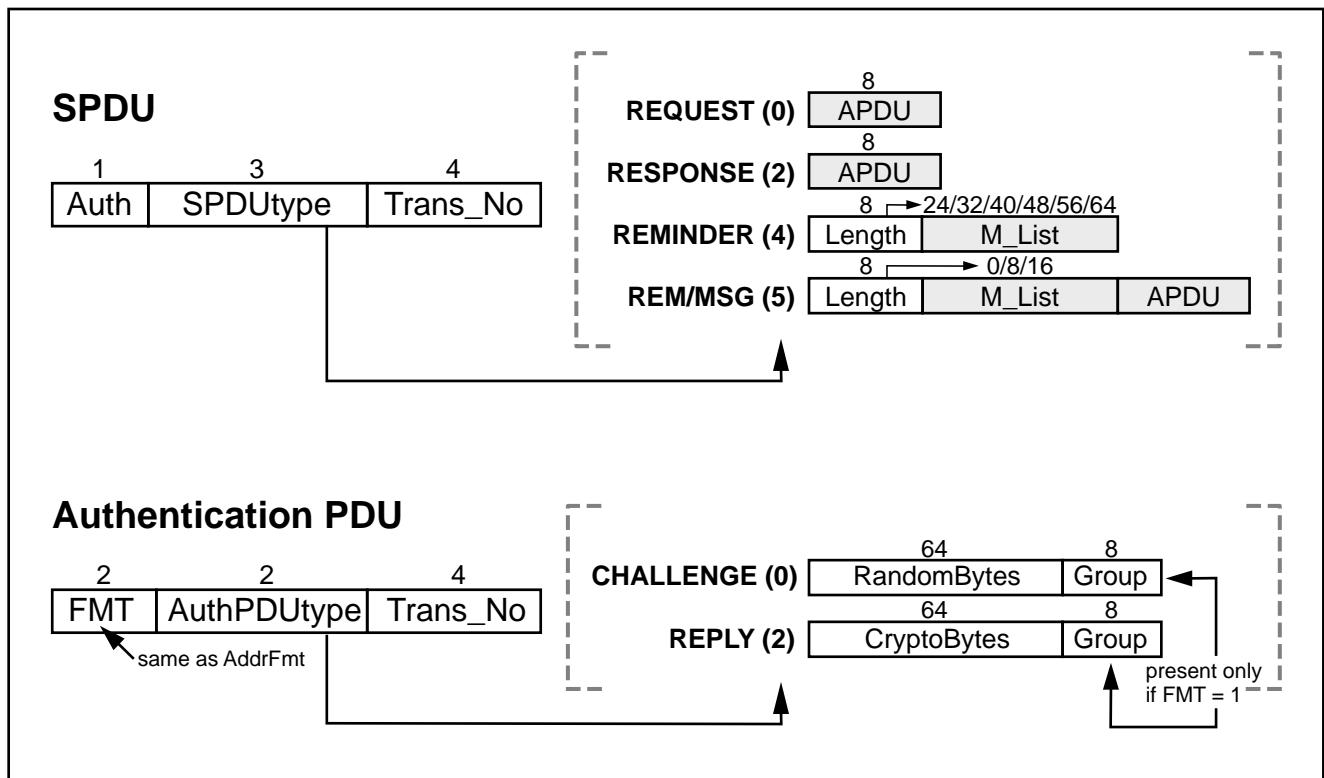 SPDU
1 3 4
Auth SPDUtype Trans_No
8
REQUEST (0) APDU
8
RESPONSE (2) APDU
8 24/32/40/48/56/64
REMINDER (4) Length M_List
8 0/8/16
REM/MSG (5) Length M_List APDU
Authentication PDU
2 2 4
FMT AuthPDUtype Trans_No
same as AddrFmt
64 8
CHALLENGE (0) RandomBytes Group
64 8
REPLY (2) CryptoBytes Group
present only
if FMT = 1